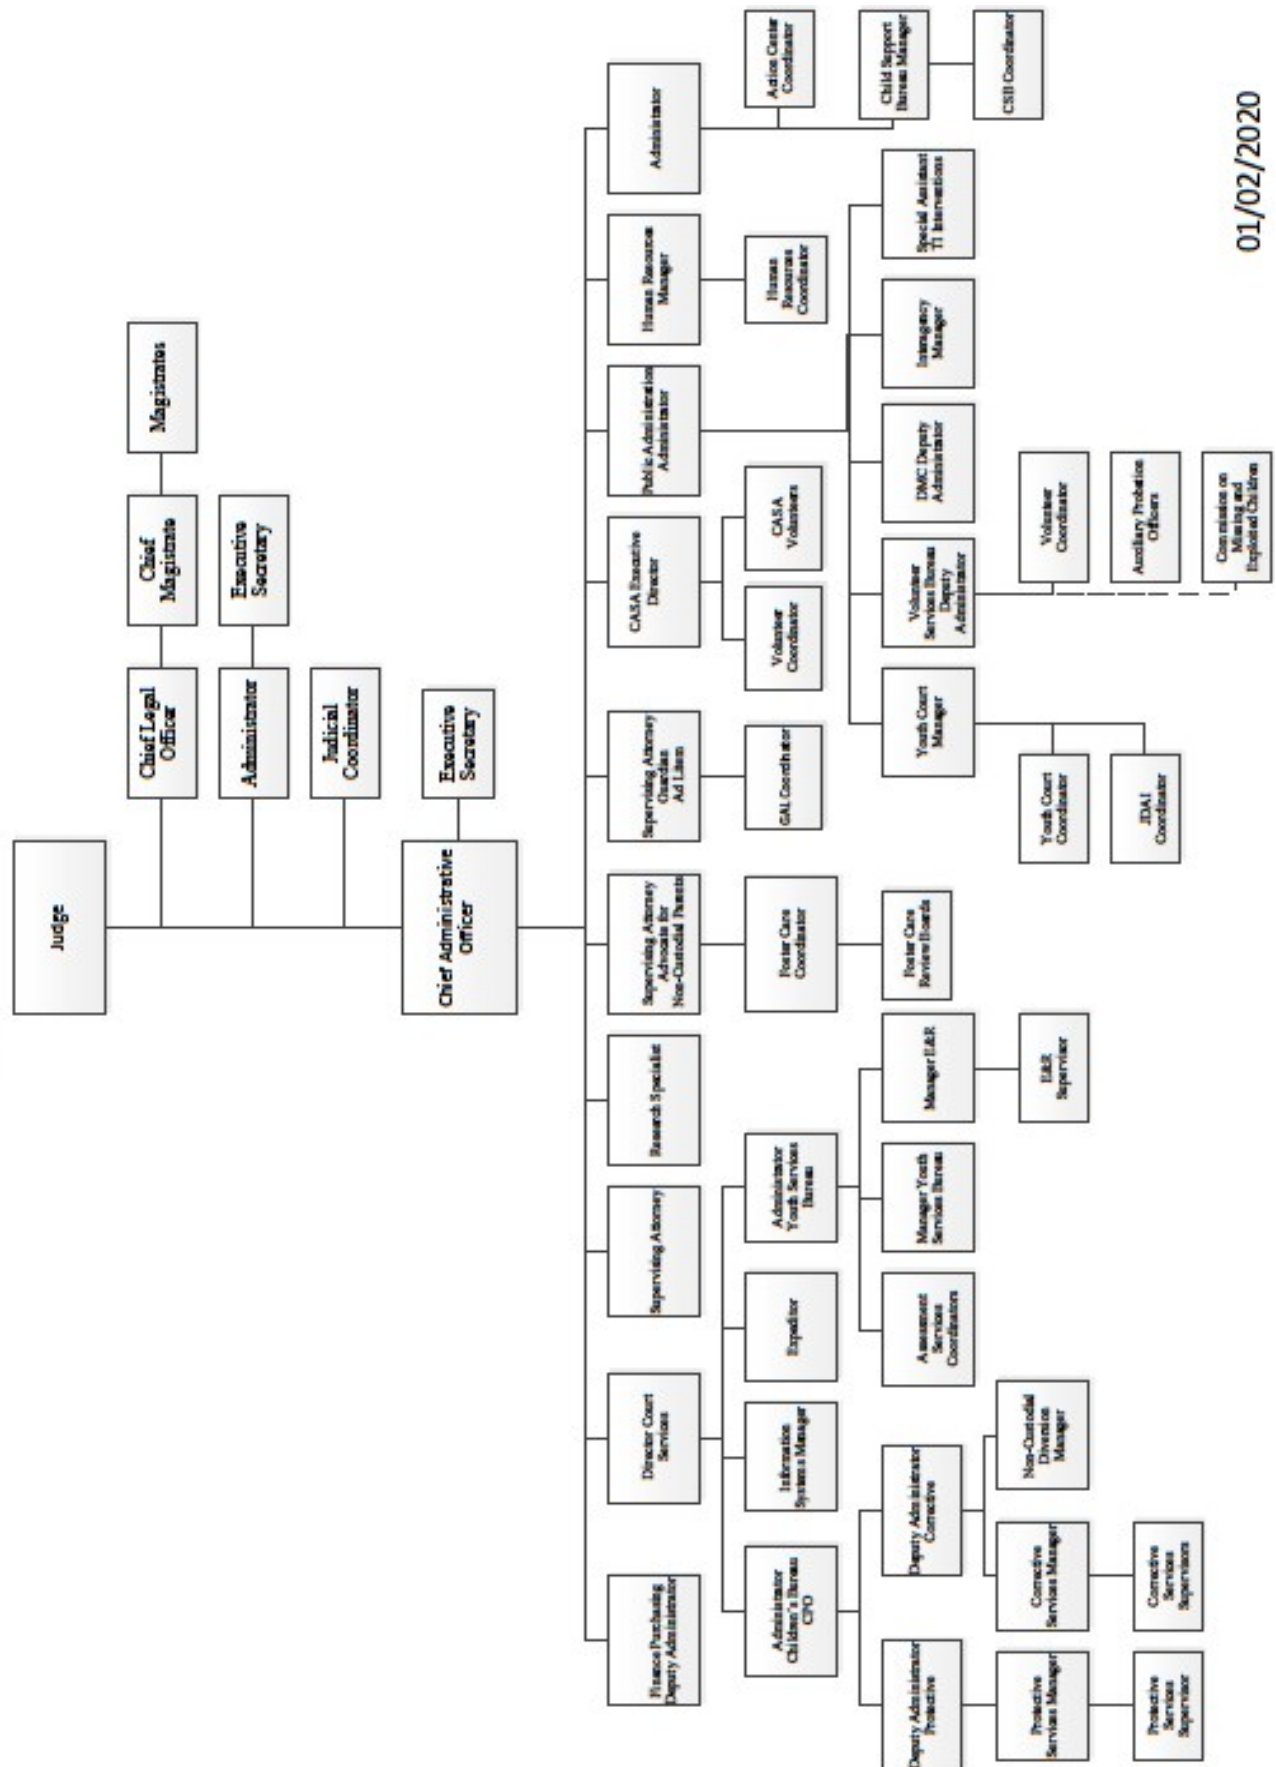 Judge
Chief Legal
Officer
Chief
Magistrate
Magistrates
Administrator
Executive
Secretary
Judicial
Coordinator
Chief Administrative
Officer
Executive
Secretary
Finance Purchasing
Deputy Administrator
Director Court
Services
Supervising Attorney
Research Specialist
Supervising Attorney
Advocate for
Non-Custodial Parents
Supervising Attorney
Guardian
Ad Litem
CASA Executive
Director
Public Administration
Administrator
Human Resources
Manager
Administrator
Administrator
Children's Bureau
CPO
Information
Systems Manager
Expeditor
Administrator
Youth Services
Bureau
Foster Care
Coordinator
GAL Coordinator
Volunteer
Coordinator
CASA
Volunteers
Human
Resources
Coordinator
Action Center
Coordinator
Child Support
Bureau Manager
CSB Coordinator
Deputy Administrator
Protective
Deputy Administrator
Corrective
Assessment
Services
Coordinators
Manager Youth
Services Bureau
Manager E&R
Foster Care
Review Boards
Youth Court
Manager
Volunteer
Services Bureau
Deputy
Administrator
DMC Deputy
Administrator
Interagency
Manager
Special Assistant
TI Interventions
Protective
Services Manager
Corrective
Services Manager
Non-Custodial
Diversion
Manager
E&R
Supervisor
Youth Court
Coordinator
JDAI
Coordinator
Volunteer
Coordinator
Auxiliary Probation
Officers
Commission on
Missing and
Exploited Children
Protective
Services
Supervisor
Corrective
Services
Supervisors
01/02/2020